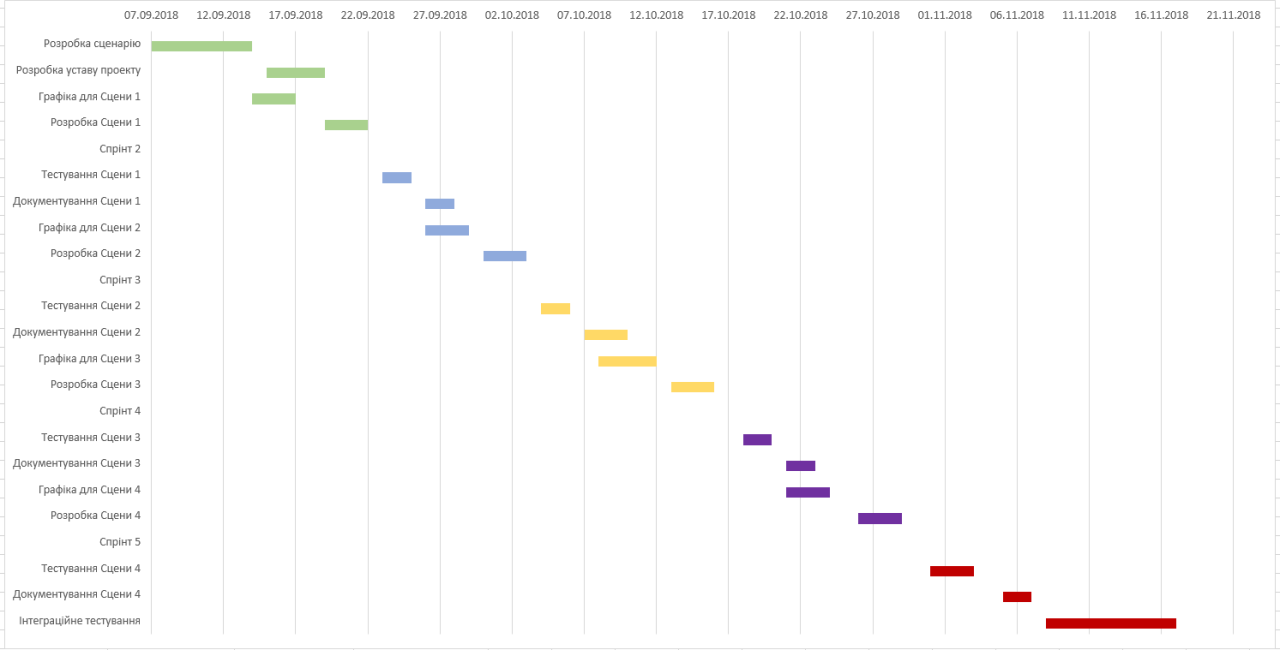 07.09.2018 12.09.2018 17.09.2018 22.09.2018 27.09.2018 02.10.2018 07.10.2018 12.10.2018 17.10.2018 22.10.2018 27.10.2018 01.11.2018 06.11.2018 11.11.2018 16.11.2018 21.11.2018
Розробка сценарію
Розробка уставу проекту
Графіка для Сцени 1
Розробка Сцени 1
Спрінт 2
Тестування Сцени 1
Документування Сцени 1
Графіка для Сцени 2
Розробка Сцени 2
Спрінт 3
Тестування Сцени 2
Документування Сцени 2
Графіка для Сцени 3
Розробка Сцени 3
Спрінт 4
Тестування Сцени 3
Документування Сцени 3
Графіка для Сцени 4
Розробка Сцени 4
Спрінт 5
Тестування Сцени 4
Документування Сцени 4
Інтеграційне тестування